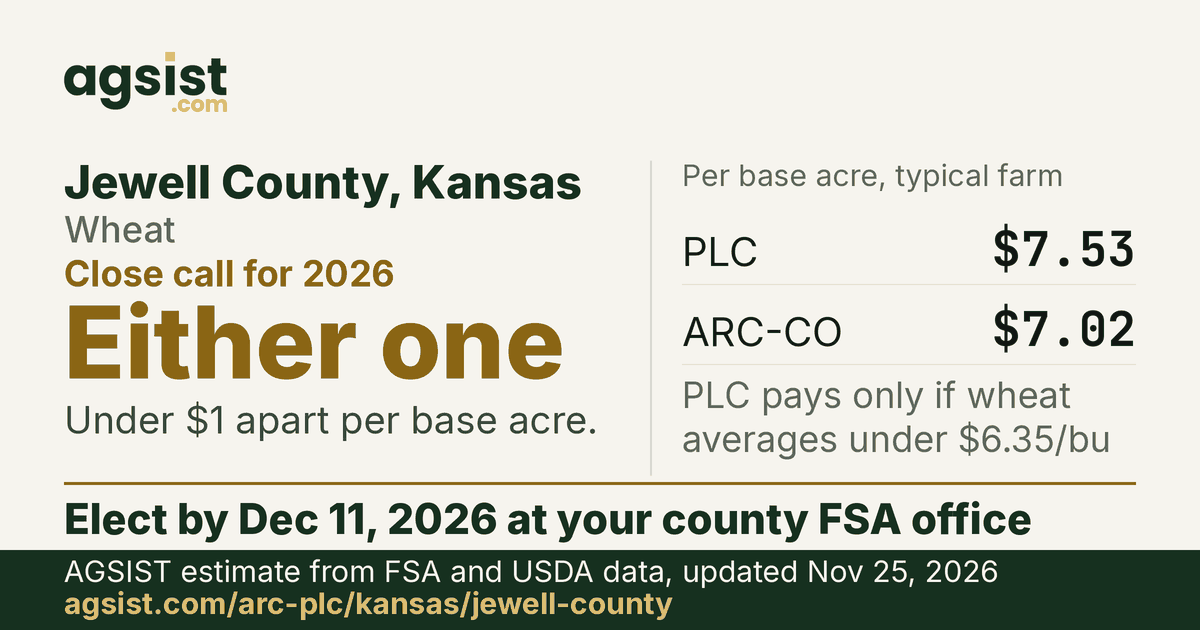 agsist
.com
Jewell County, Kansas
Wheat
Close call for 2026
Either one
Under $1 apart per base acre.
Per base acre, typical farm
PLC $7.53
ARC-CO $7.02
PLC pays only if wheat
averages under $6.35/bu
Elect by Dec 11, 2026 at your county FSA office
AGSIST estimate from FSA and USDA data, updated Nov 25, 2026
agsist.com/arc-plc/kansas/jewell-county